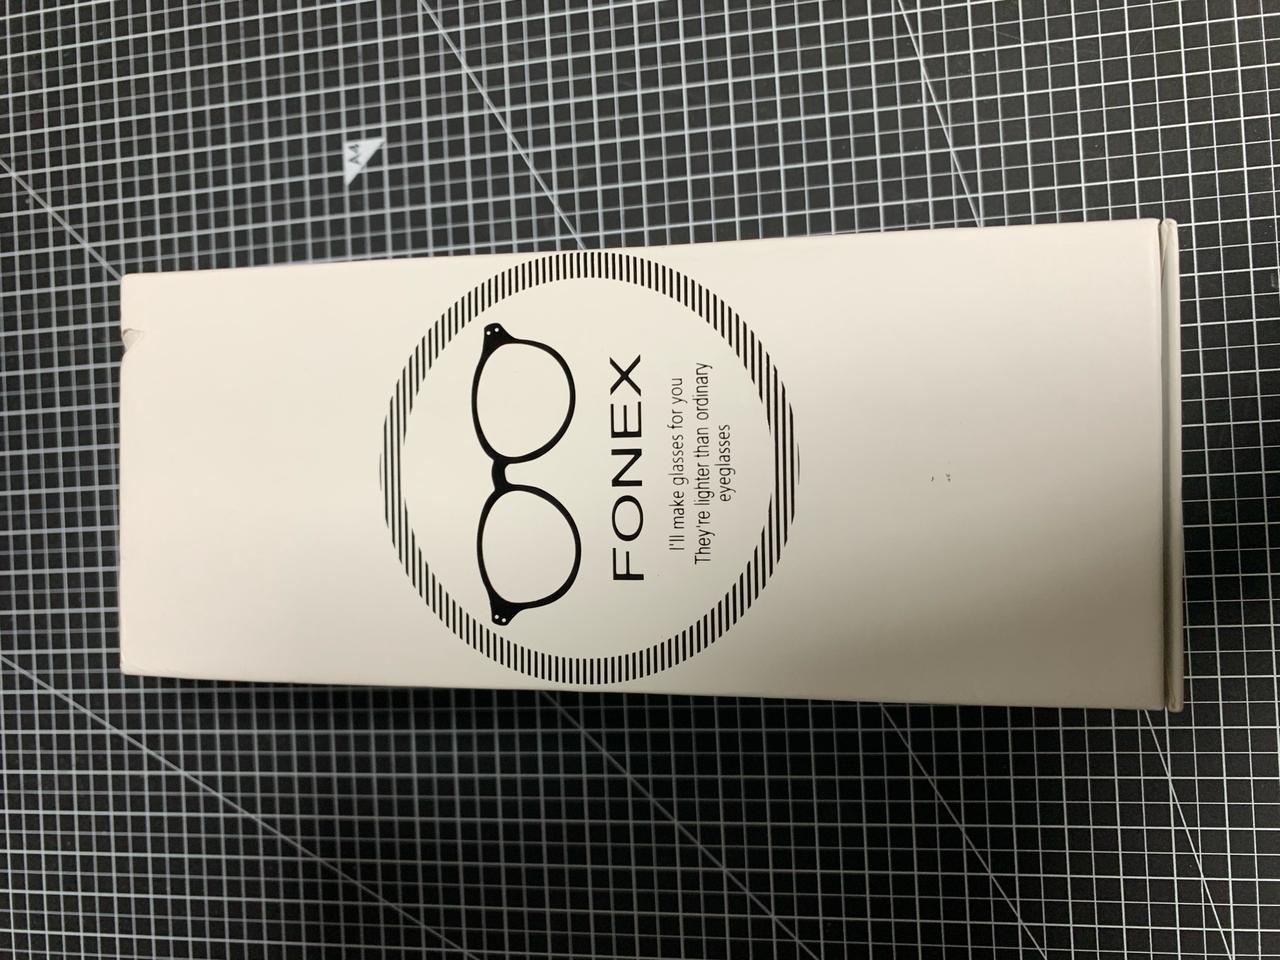 FONEX
I'll make glasses for you
They're lighter than ordinary
eyeglasses
A4